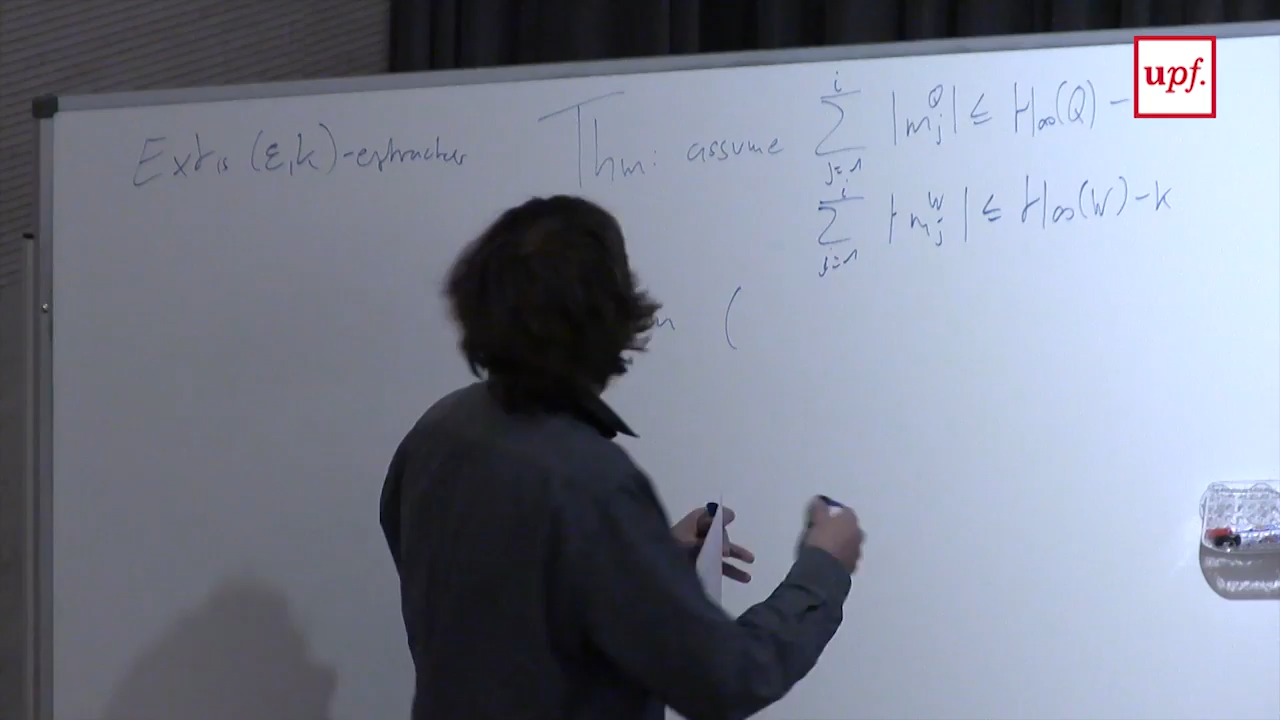 upf.
Ext is (ε,k)-extractor
Thm: assume ∑_{j=1}^{i} |m_j^Q| ≤ H_∞(Q) -
∑_{j=1}^{i} |m_j^W| ≤ H_∞(W) - k
(